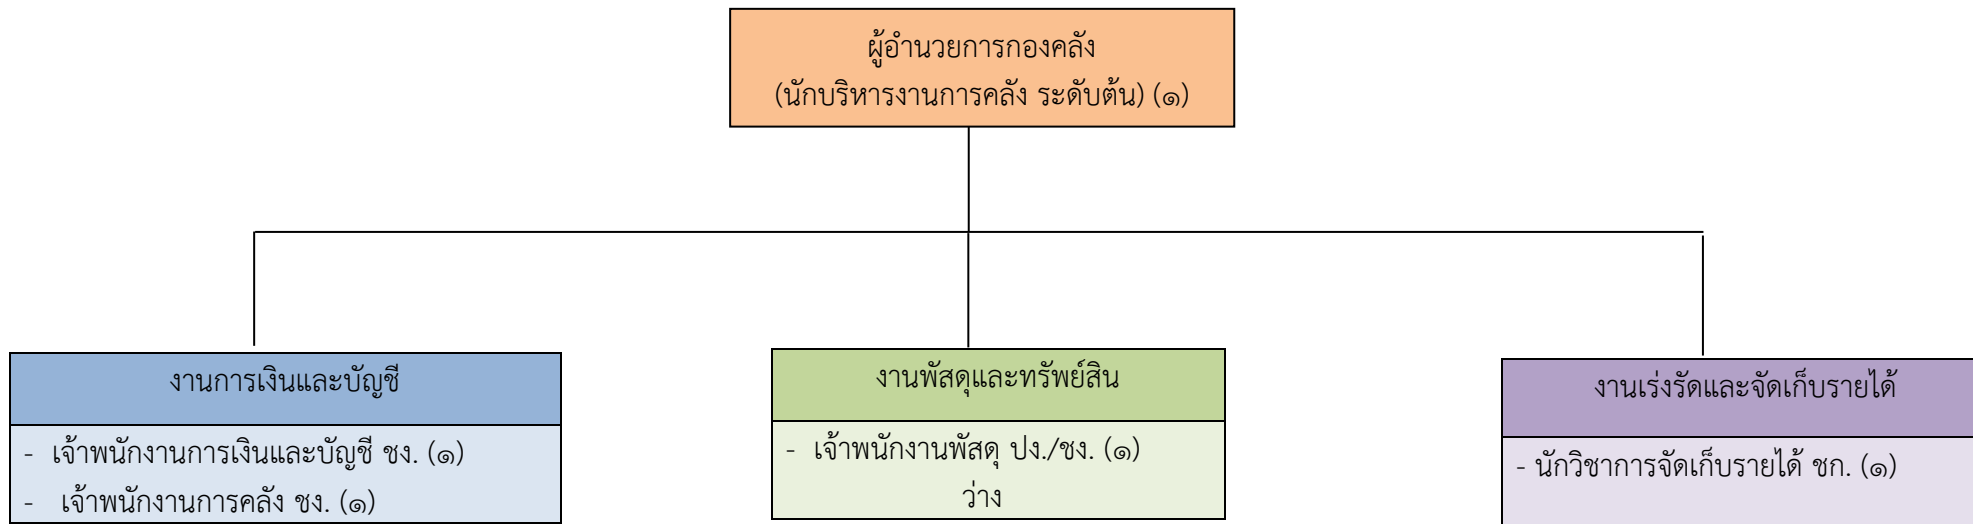 ผู้อำนวยการกองคลัง
(นักบริหารงานการคลัง ระดับต้น) (๑)
งานการเงินและบัญชี
- เจ้าพนักงานการเงินและบัญชี ชง. (๑)
- เจ้าพนักงานการคลัง ชง. (๑)
งานพัสดุและทรัพย์สิน
- เจ้าพนักงานพัสดุ ปง./ชง. (๑)
ว่าง
งานเร่งรัดและจัดเก็บรายได้
- นักวิชาการจัดเก็บรายได้ ชก. (๑)